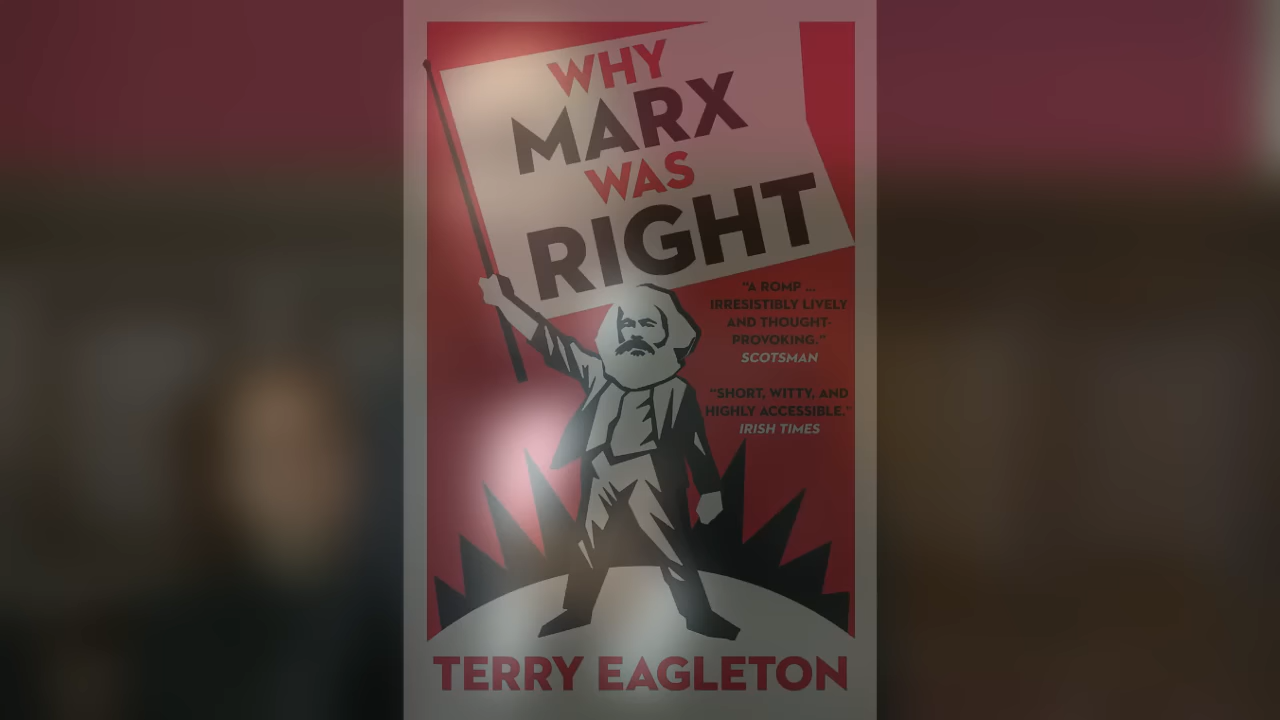 WHY
MARX
WAS
RIGHT
“A ROMP ...
IRRESISTIBLY LIVELY
AND THOUGHT-
PROVOKING.”
SCOTSMAN
“SHORT, WITTY, AND
HIGHLY ACCESSIBLE.”
IRISH TIMES
TERRY EAGLETON